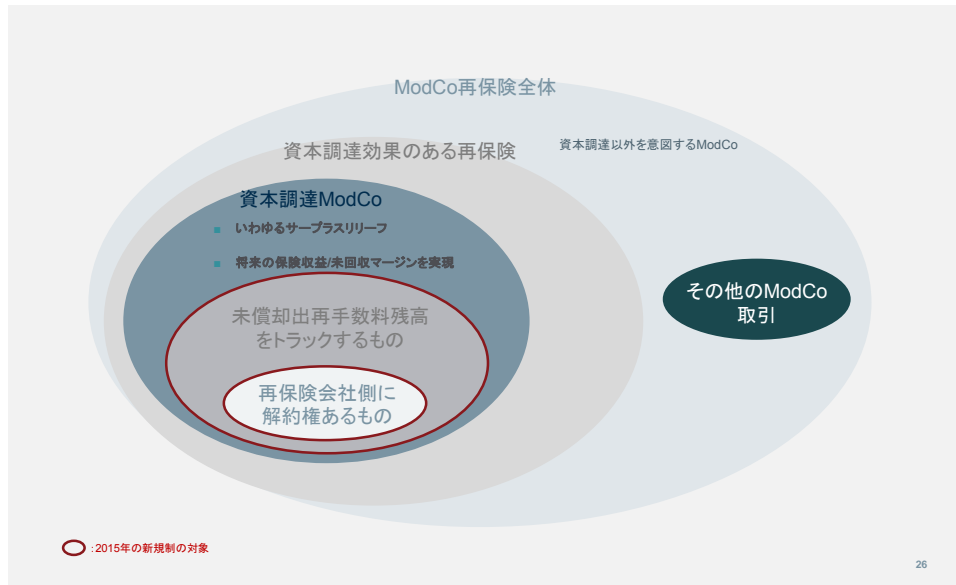 ModCo再保険全体
資本調達効果のある再保険
資本調達以外を意図するModCo
資本調達ModCo
■ いわゆるサープラスリリーフ
■ 将来の保険収益/未回収マージンを実現
その他のModCo
取引
未償却出再手数料残高
をトラックするもの
再保険会社側に
解約権あるもの
:2015年の新規制の対象
26